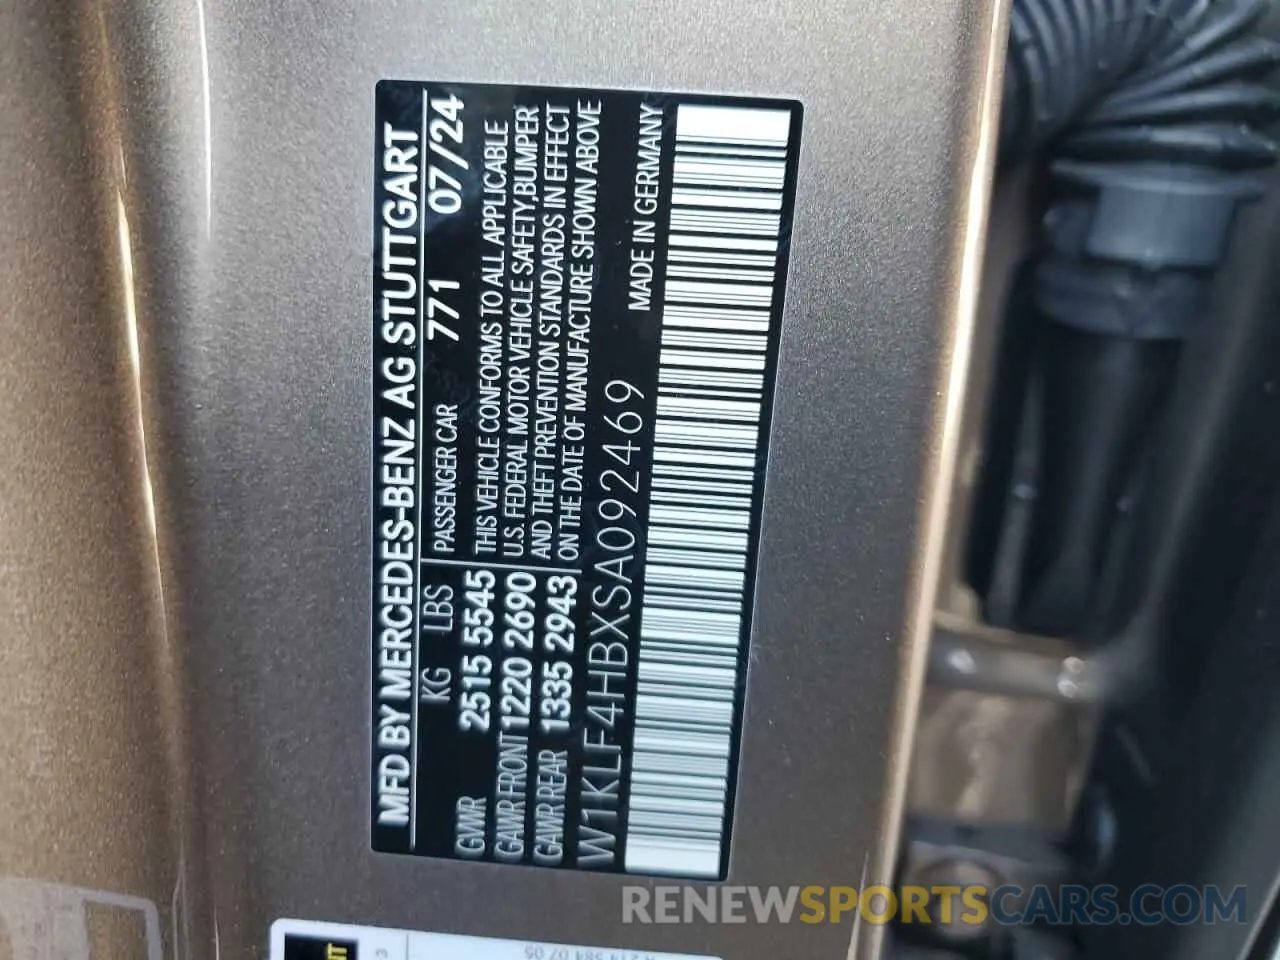 MFD BY MERCEDES-BENZ AG STUTTGART
KG LBS
GVWR 2515 5545
GAWR FRONT 1220 2690
GAWR REAR 1335 2943
PASSENGER CAR 771 07/24
THIS VEHICLE CONFORMS TO ALL APPLICABLE
U.S. FEDERAL MOTOR VEHICLE SAFETY,BUMPER
AND THEFT PREVENTION STANDARDS IN EFFECT
ON THE DATE OF MANUFACTURE SHOWN ABOVE
W1KLF4HBXSA092469
MADE IN GERMANY
RENEWSPORTSCARS.COM